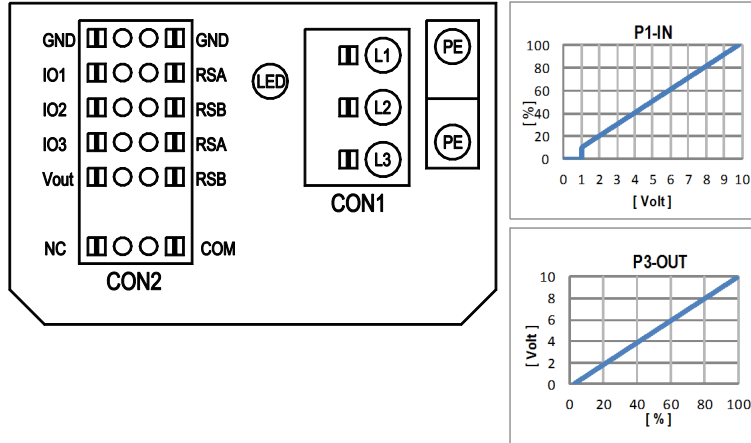 GND GND
IO1 RSA
IO2 RSB
IO3 RSA
Vout RSB
NC COM
CON2
LED
L1
L2
L3
CON1
PE
PE
P1-IN
100
80
60
40
20
0
[ % ]
0 1 2 3 4 5 6 7 8 9 10
[ Volt ]
P3-OUT
10
8
6
4
2
0
[ Volt ]
0 20 40 60 80 100
[ % ]